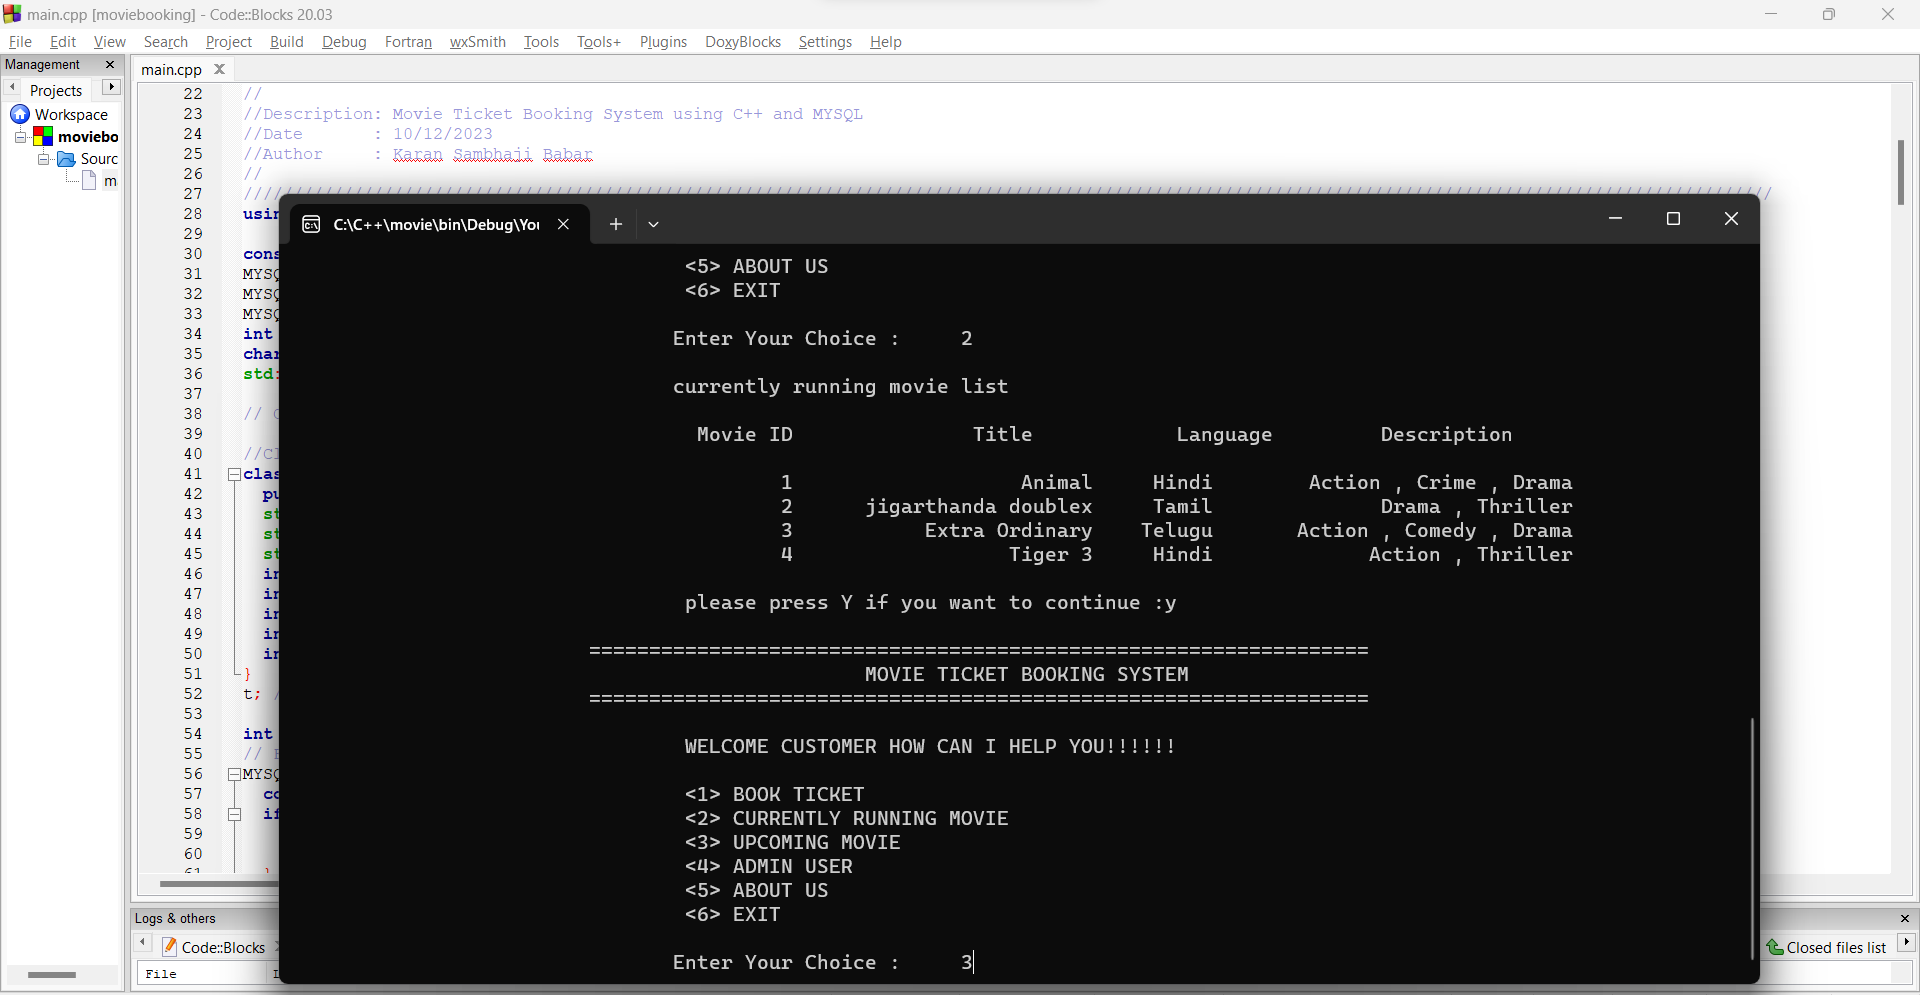 main.cpp [moviebooking] - Code::Blocks 20.03
File Edit View Search Project Build Debug Fortran wxSmith Tools Tools+ Plugins DoxyBlocks Settings Help
Management
main.cpp
Projects
Workspace
moviebo
Sourc
m
22 //
23 //Description: Movie Ticket Booking System using C++ and MYSQL
24 //Date : 10/12/2023
25 //Author : Karan Sambhaji Babar
26 //
27 ////////////////////////////////////////////////////////////////////////////////
28 usin
29
30 cons
31 MYSQ
32 MYSQ
33 MYSQ
34 int
35 char
36 std:
37
38 //
39
40 //Cl
41 clas
42 pu
43 st
44 st
45 st
46 in
47 in
48 in
49 in
50 in
51 }
52 t; /
53
54 int
55 //
56 MYSQ
57 co
58 if
59
60
61 }
C:\C++\movie\bin\Debug\You
<5> ABOUT US
<6> EXIT
Enter Your Choice : 2
currently running movie list
Movie ID Title Language Description
1 Animal Hindi Action , Crime , Drama
2 jigarthanda doublex Tamil Drama , Thriller
3 Extra Ordinary Telugu Action , Comedy , Drama
4 Tiger 3 Hindi Action , Thriller
please press Y if you want to continue :y
=================================================================
MOVIE TICKET BOOKING SYSTEM
=================================================================
WELCOME CUSTOMER HOW CAN I HELP YOU!!!!!!
<1> BOOK TICKET
<2> CURRENTLY RUNNING MOVIE
<3> UPCOMING MOVIE
<4> ADMIN USER
<5> ABOUT US
<6> EXIT
Enter Your Choice : 3
Logs & others
Code::Blocks
Closed files list
File